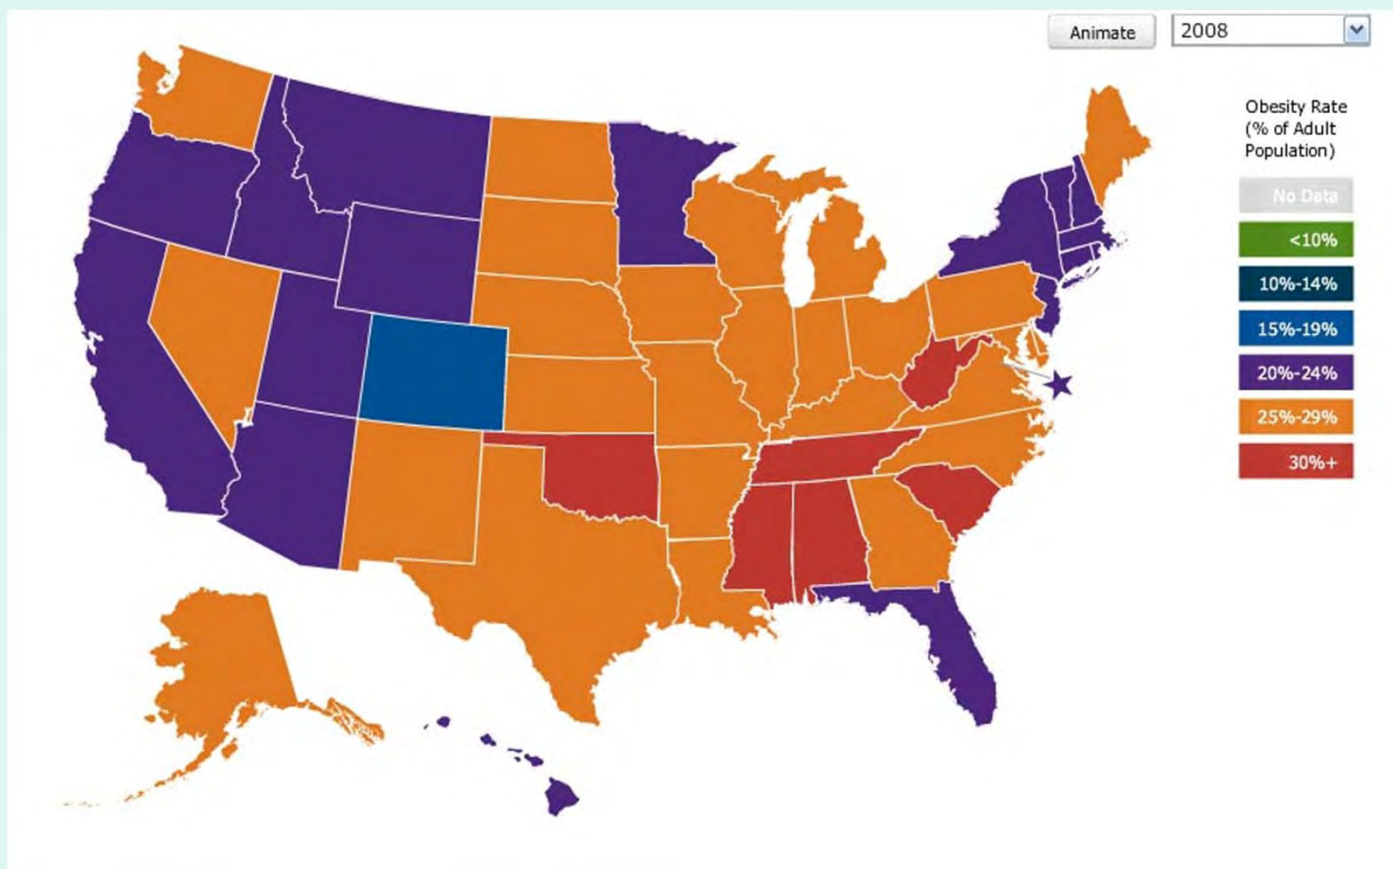 Animate
2008
Obesity Rate
(% of Adult
Population)
No Data
<10%
10%-14%
15%-19%
20%-24%
25%-29%
30%+